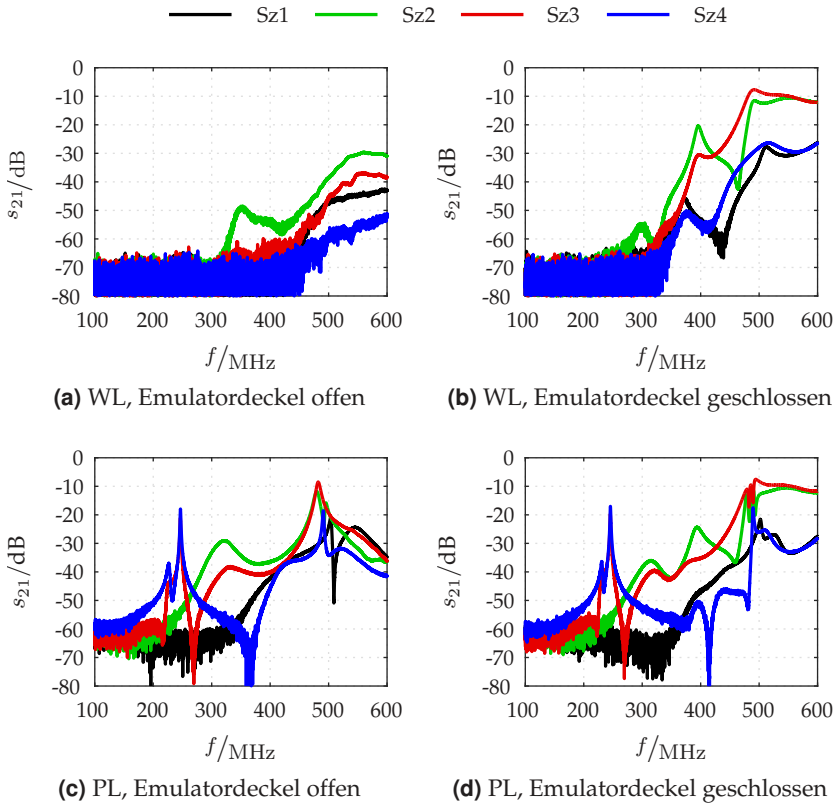 Sz1 Sz2 Sz3 Sz4
0
-10
-20
-30
-40
-50
-60
-70
-80
s21/dB
100 200 300 400 500 600
f/MHz
(a) WL, Emulatordeckel offen
0
-10
-20
-30
-40
-50
-60
-70
-80
s21/dB
100 200 300 400 500 600
f/MHz
(b) WL, Emulatordeckel geschlossen
0
-10
-20
-30
-40
-50
-60
-70
-80
s21/dB
100 200 300 400 500 600
f/MHz
(c) PL, Emulatordeckel offen
0
-10
-20
-30
-40
-50
-60
-70
-80
s21/dB
100 200 300 400 500 600
f/MHz
(d) PL, Emulatordeckel geschlossen